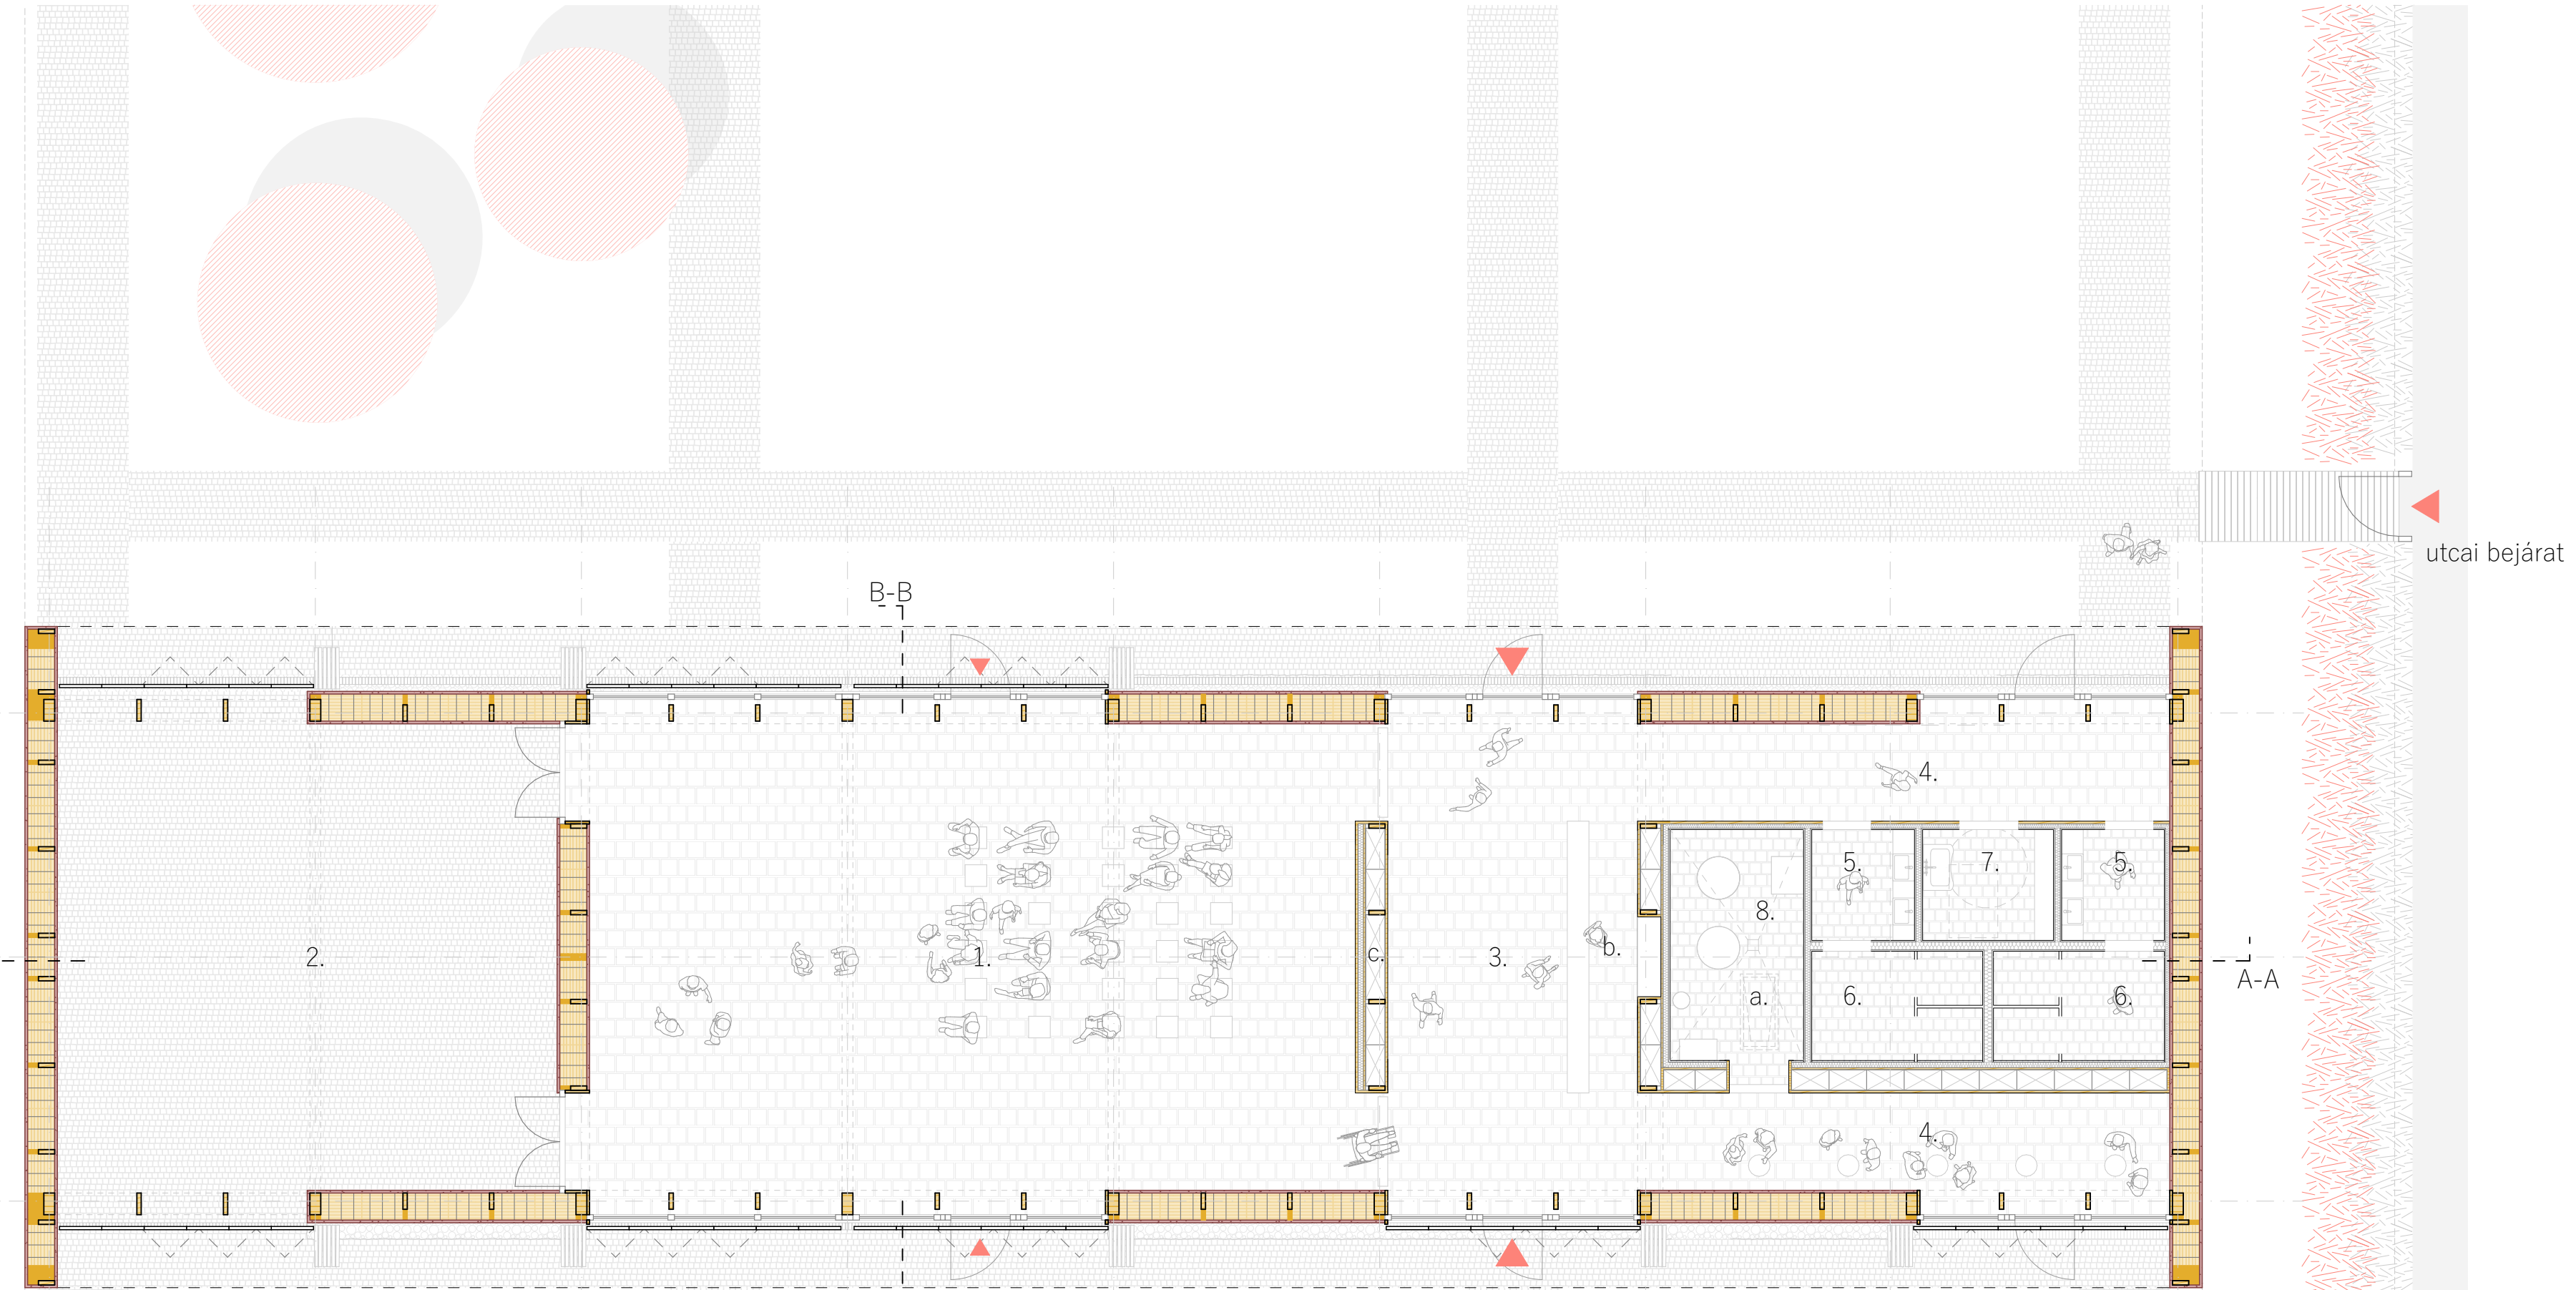 utcai bejárat
B-B
4.
5.
7.
5.
8.
2.
1.
c.
3.
b.
a.
6.
6.
A-A
4.